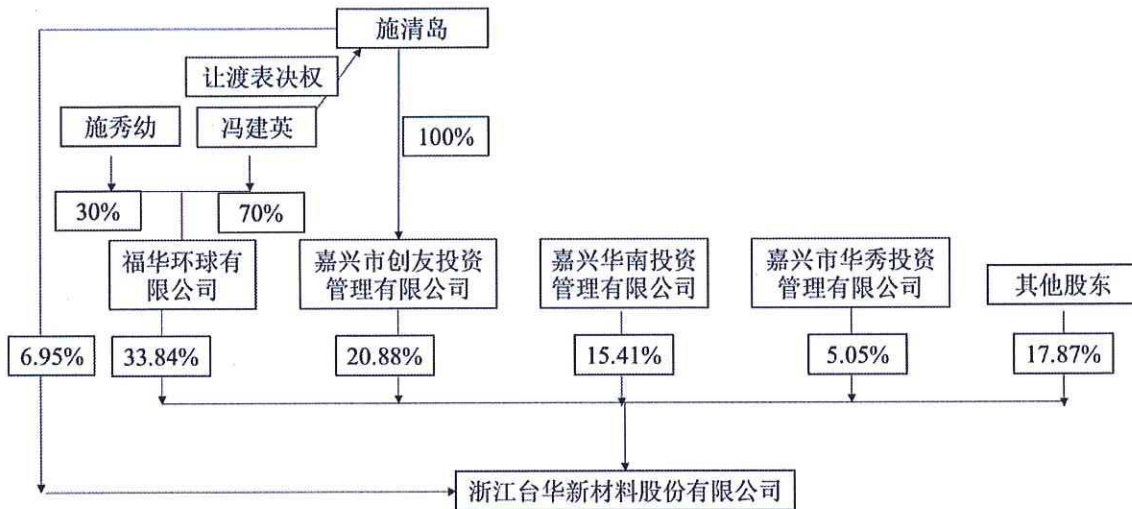 施清岛
让渡表决权
施秀幼
冯建英
100%
30%
70%
福华环球有
限公司
嘉兴市创友投资
管理有限公司
嘉兴华南投资
管理有限公司
嘉兴市华秀投资
管理有限公司
其他股东
6.95%
33.84%
20.88%
15.41%
5.05%
17.87%
浙江台华新材料股份有限公司